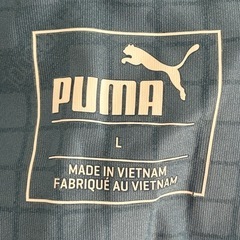 PUMA
L
MADE IN VIETNAM
FABRIQUÉ AU VIETNAM